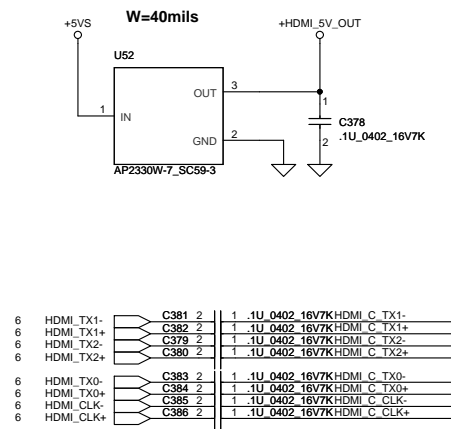 W=40mils
+5VS
+HDMI_5V_OUT
U52
OUT 3
1
1 IN
C378
GND 2
2 .1U_0402_16V7K
AP2330W-7_SC59-3
6 HDMI_TX1- C381 2 1 .1U_0402_16V7K HDMI_C_TX1-
6 HDMI_TX1+ C382 2 1 .1U_0402_16V7K HDMI_C_TX1+
6 HDMI_TX2- C379 2 1 .1U_0402_16V7K HDMI_C_TX2-
6 HDMI_TX2+ C380 2 1 .1U_0402_16V7K HDMI_C_TX2+
6 HDMI_TX0- C383 2 1 .1U_0402_16V7K HDMI_C_TX0-
6 HDMI_TX0+ C384 2 1 .1U_0402_16V7K HDMI_C_TX0+
6 HDMI_CLK- C385 2 1 .1U_0402_16V7K HDMI_C_CLK-
6 HDMI_CLK+ C386 2 1 .1U_0402_16V7K HDMI_C_CLK+